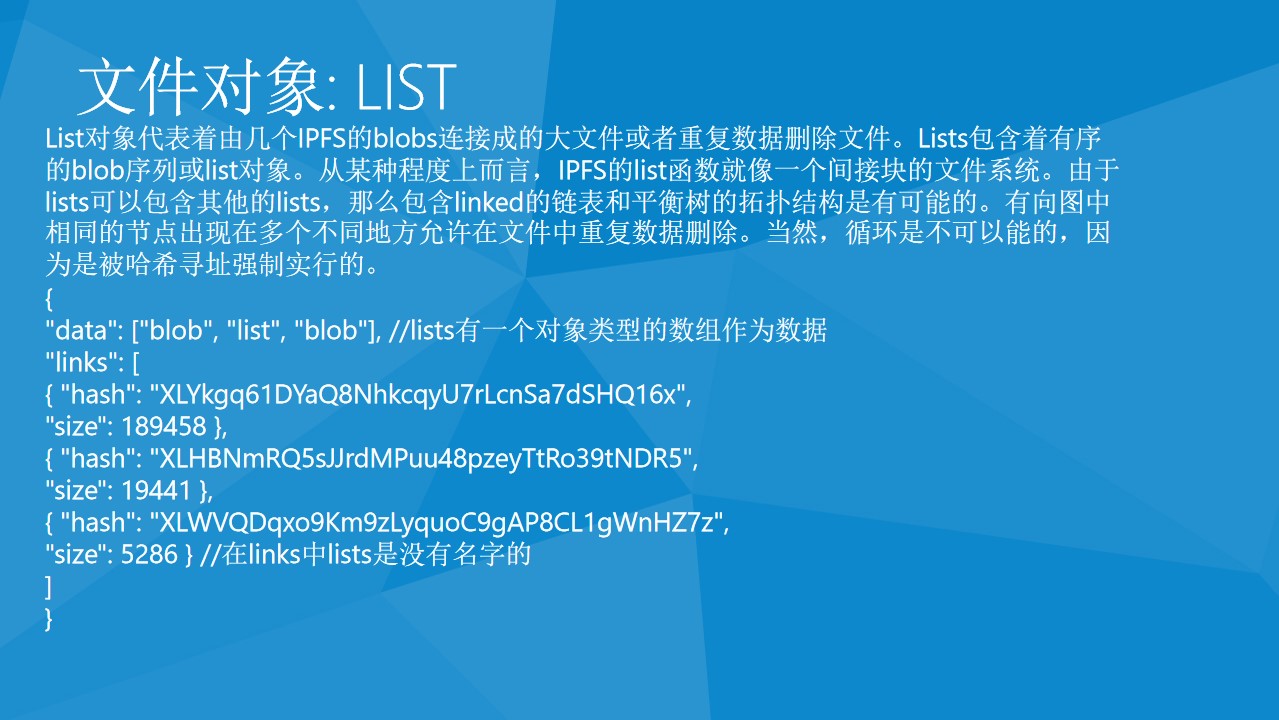 文件对象: LIST
List对象代表着由几个IPFS的blobs连接成的大文件或者重复数据删除文件。Lists包含着有序
的blob序列或list对象。从某种程度上而言，IPFS的list函数就像一个间接块的文件系统。由于
lists可以包含其他的lists，那么包含linked的链表和平衡树的拓扑结构是有可能的。有向图中
相同的节点出现在多个不同地方允许在文件中重复数据删除。当然，循环是不可以能的，因
为是被哈希寻址强制实行的。
{
"data": ["blob", "list", "blob"], //lists有一个对象类型的数组作为数据
"links": [
{ "hash": "XLYkgq61DYaQ8NhkcqyU7rLcnSa7dSHQ16x",
"size": 189458 },
{ "hash": "XLHBNmRQ5sJJrdMPuu48pzeyTtRo39tNDR5",
"size": 19441 },
{ "hash": "XLWVQDqxo9Km9zLyquoC9gAP8CL1gWnHZ7z",
"size": 5286 } //在links中lists是没有名字的
]
}